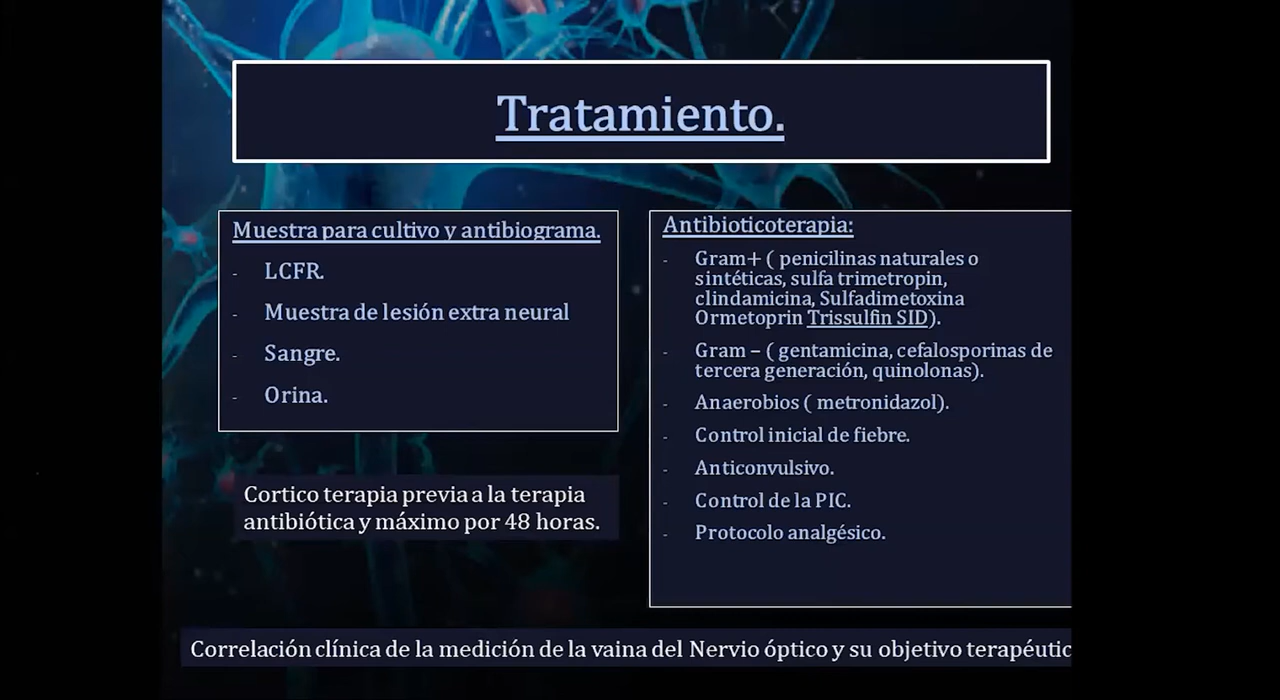 Tratamiento.
Muestra para cultivo y antibiograma.
- LCFR.
- Muestra de lesión extra neural
- Sangre.
- Orina.
Cortico terapia previa a la terapia
antibiótica y máximo por 48 horas.
Antibioticoterapia:
- Gram+ ( penicilinas naturales o
sintéticas, sulfa trimetropin,
clindamicina, Sulfadimetoxina
Ormetoprin Trissulfin SID).
- Gram – ( gentamicina, cefalosporinas de
tercera generación, quinolonas).
- Anaerobios ( metronidazol).
- Control inicial de fiebre.
- Anticonvulsivo.
- Control de la PIC.
- Protocolo analgésico.
Correlación clínica de la medición de la vaina del Nervio óptico y su objetivo terapéutic